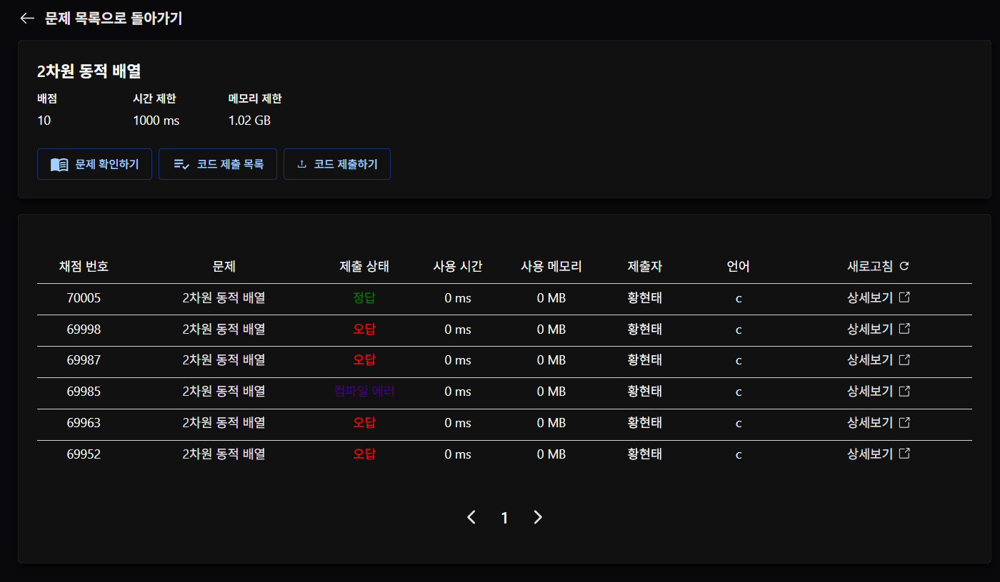 문제 목록으로 돌아가기
2차원 동적 배열
배점 시간 제한 메모리 제한
10 1000 ms 1.02 GB
문제 확인하기 코드 제출 목록 코드 제출하기
채점 번호 문제 제출 상태 사용 시간 사용 메모리 제출자 언어 새로고침
70005 2차원 동적 배열 정답 0 ms 0 MB 황현태 c 상세보기
69998 2차원 동적 배열 오답 0 ms 0 MB 황현태 c 상세보기
69987 2차원 동적 배열 오답 0 ms 0 MB 황현태 c 상세보기
69985 2차원 동적 배열 컴파일 에러 0 ms 0 MB 황현태 c 상세보기
69963 2차원 동적 배열 오답 0 ms 0 MB 황현태 c 상세보기
69952 2차원 동적 배열 오답 0 ms 0 MB 황현태 c 상세보기
1